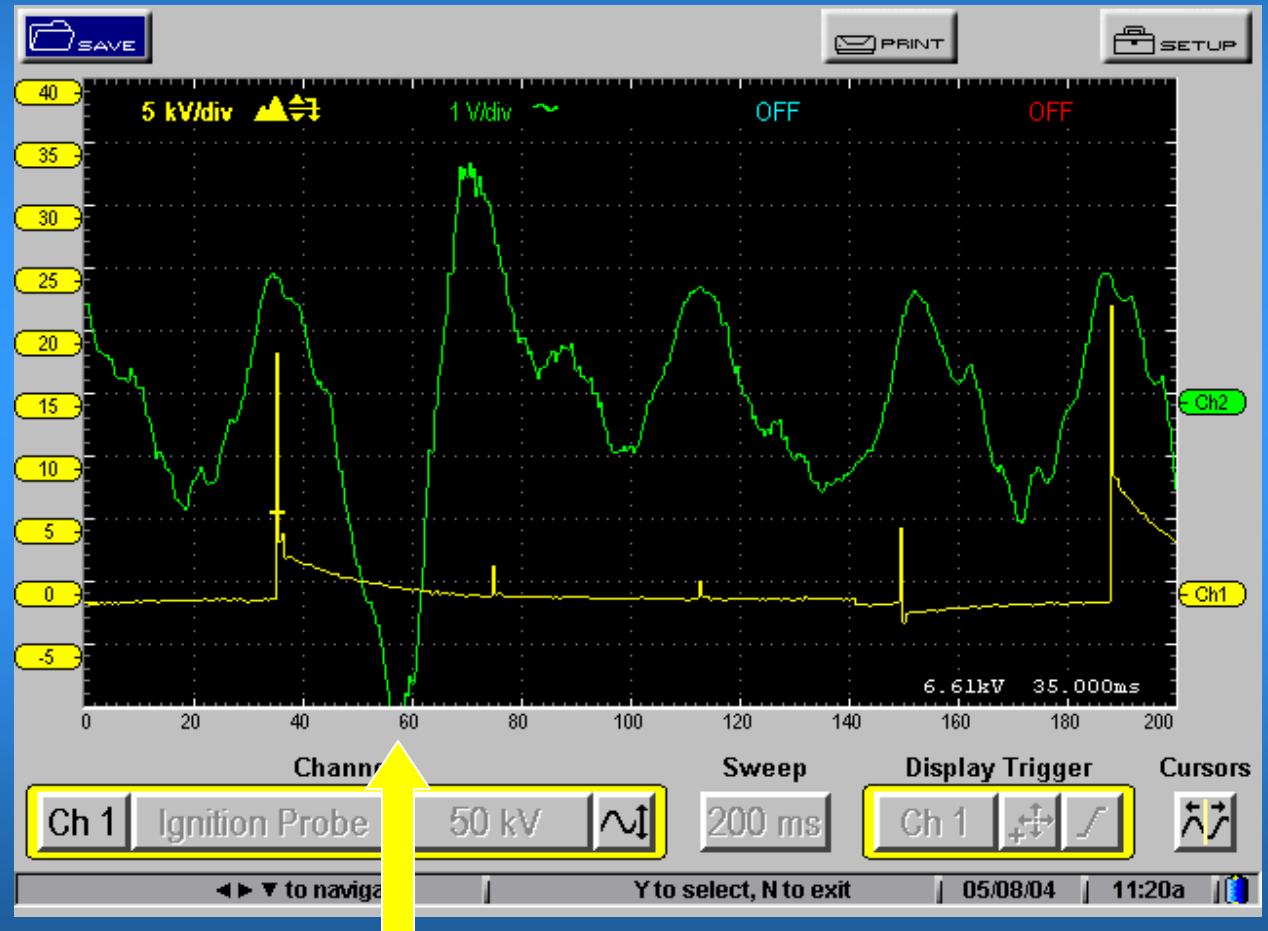 SAVE PRINT SETUP
5 kV/div 1 V/div OFF OFF
40
35
30
25
20
15
10
5
0
-5
Ch2
Ch1
6.61kV 35.000ms
0 20 40 60 80 100 120 140 160 180 200
Chann Sweep Display Trigger Cursors
Ch 1 Ignition Probe 50 kV 200 ms Ch 1
to naviga Y to select, N to exit 05/08/04 11:20a